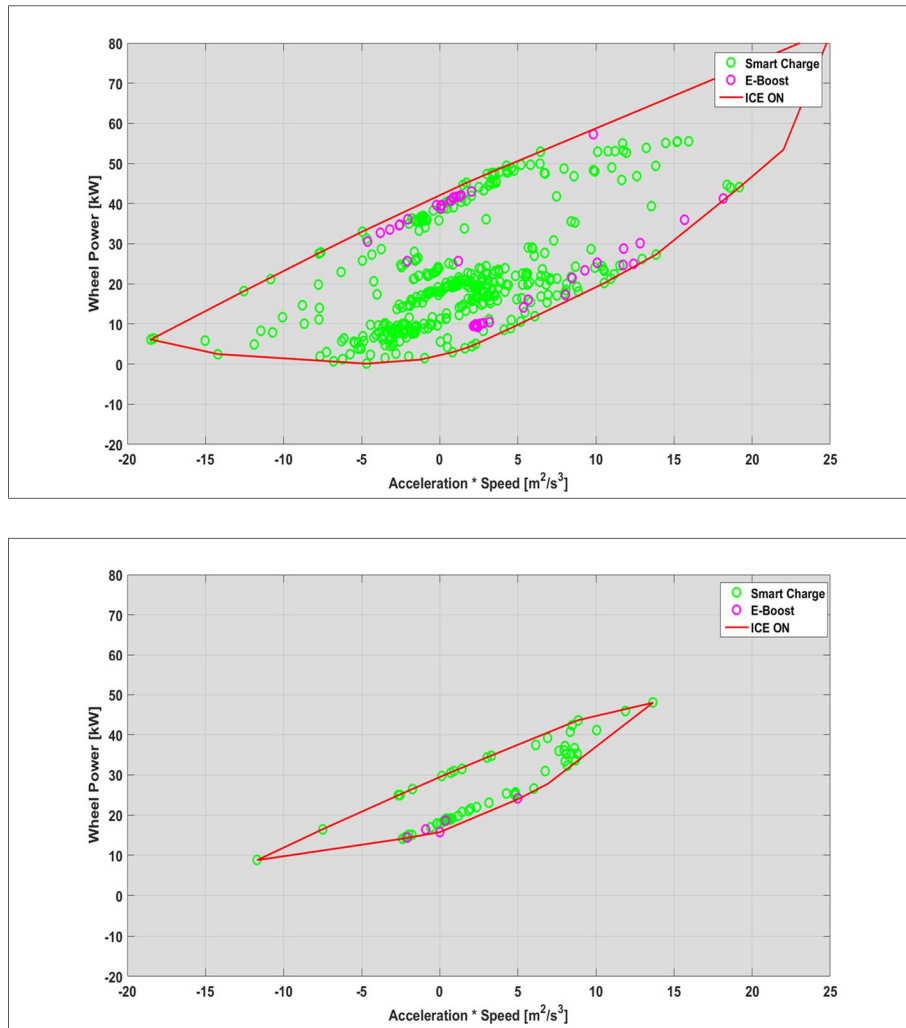 80
70
60
50
40
30
20
10
0
-10
-20
Wheel Power [kW]
Smart Charge
E-Boost
ICE ON
-20 -15 -10 -5 0 5 10 15 20 25
Acceleration * Speed [m²/s³]
80
70
60
50
40
30
20
10
0
-10
-20
Wheel Power [kW]
Smart Charge
E-Boost
ICE ON
-20 -15 -10 -5 0 5 10 15 20 25
Acceleration * Speed [m²/s³]